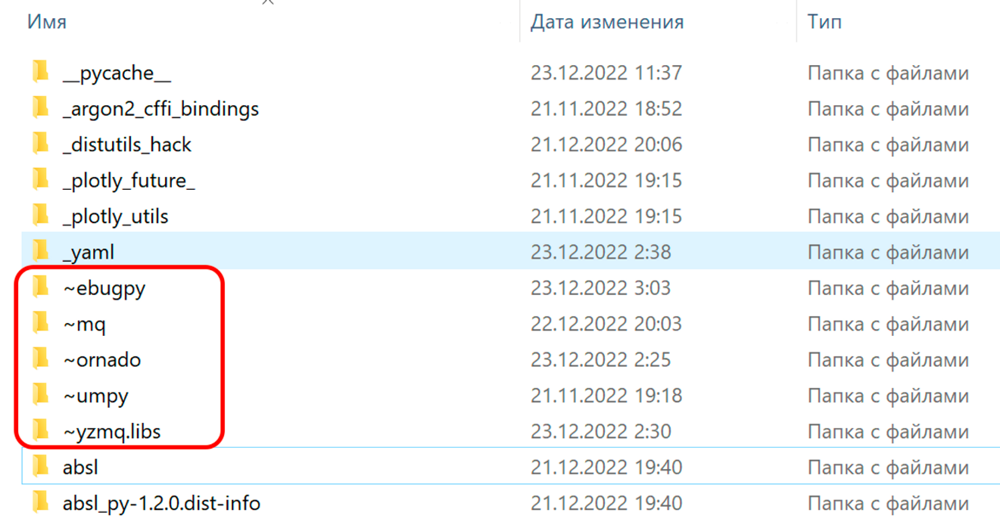 Имя Дата изменения Тип
__pycache__ 23.12.2022 11:37 Папка с файлами
_argon2_cffi_bindings 21.11.2022 18:52 Папка с файлами
_distutils_hack 21.12.2022 20:06 Папка с файлами
_plotly_future_ 21.11.2022 19:15 Папка с файлами
_plotly_utils 21.11.2022 19:15 Папка с файлами
_yaml 23.12.2022 2:38 Папка с файлами
~ebugpy 23.12.2022 3:03 Папка с файлами
~mq 22.12.2022 20:03 Папка с файлами
~ornado 23.12.2022 2:25 Папка с файлами
~umpy 21.11.2022 19:18 Папка с файлами
~yzmq.libs 23.12.2022 2:30 Папка с файлами
absl 21.12.2022 19:40 Папка с файлами
absl_py-1.2.0.dist-info 21.12.2022 19:40 Папка с файлами